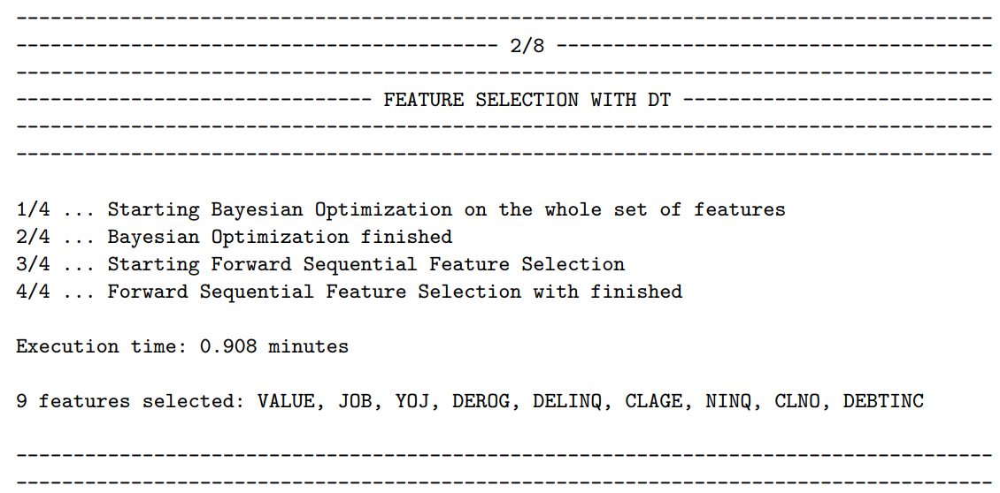 -------------------------------------------------------------------------------------
------------------------------------------ 2/8 --------------------------------------
-------------------------------------------------------------------------------------
------------------------------- FEATURE SELECTION WITH DT ---------------------------
-------------------------------------------------------------------------------------
-------------------------------------------------------------------------------------
1/4 ... Starting Bayesian Optimization on the whole set of features
2/4 ... Bayesian Optimization finished
3/4 ... Starting Forward Sequential Feature Selection
4/4 ... Forward Sequential Feature Selection with finished
Execution time: 0.908 minutes
9 features selected: VALUE, JOB, YOJ, DEROG, DELINQ, CLAGE, NINQ, CLNO, DEBTINC
-------------------------------------------------------------------------------------
-------------------------------------------------------------------------------------